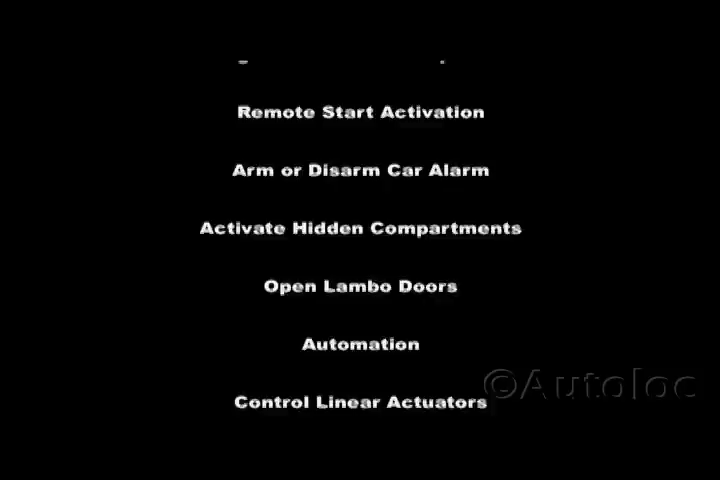 Remote Start Activation
Arm or Disarm Car Alarm
Activate Hidden Compartments
Open Lambo Doors
Automation
©Autoloc
Control Linear Actuators